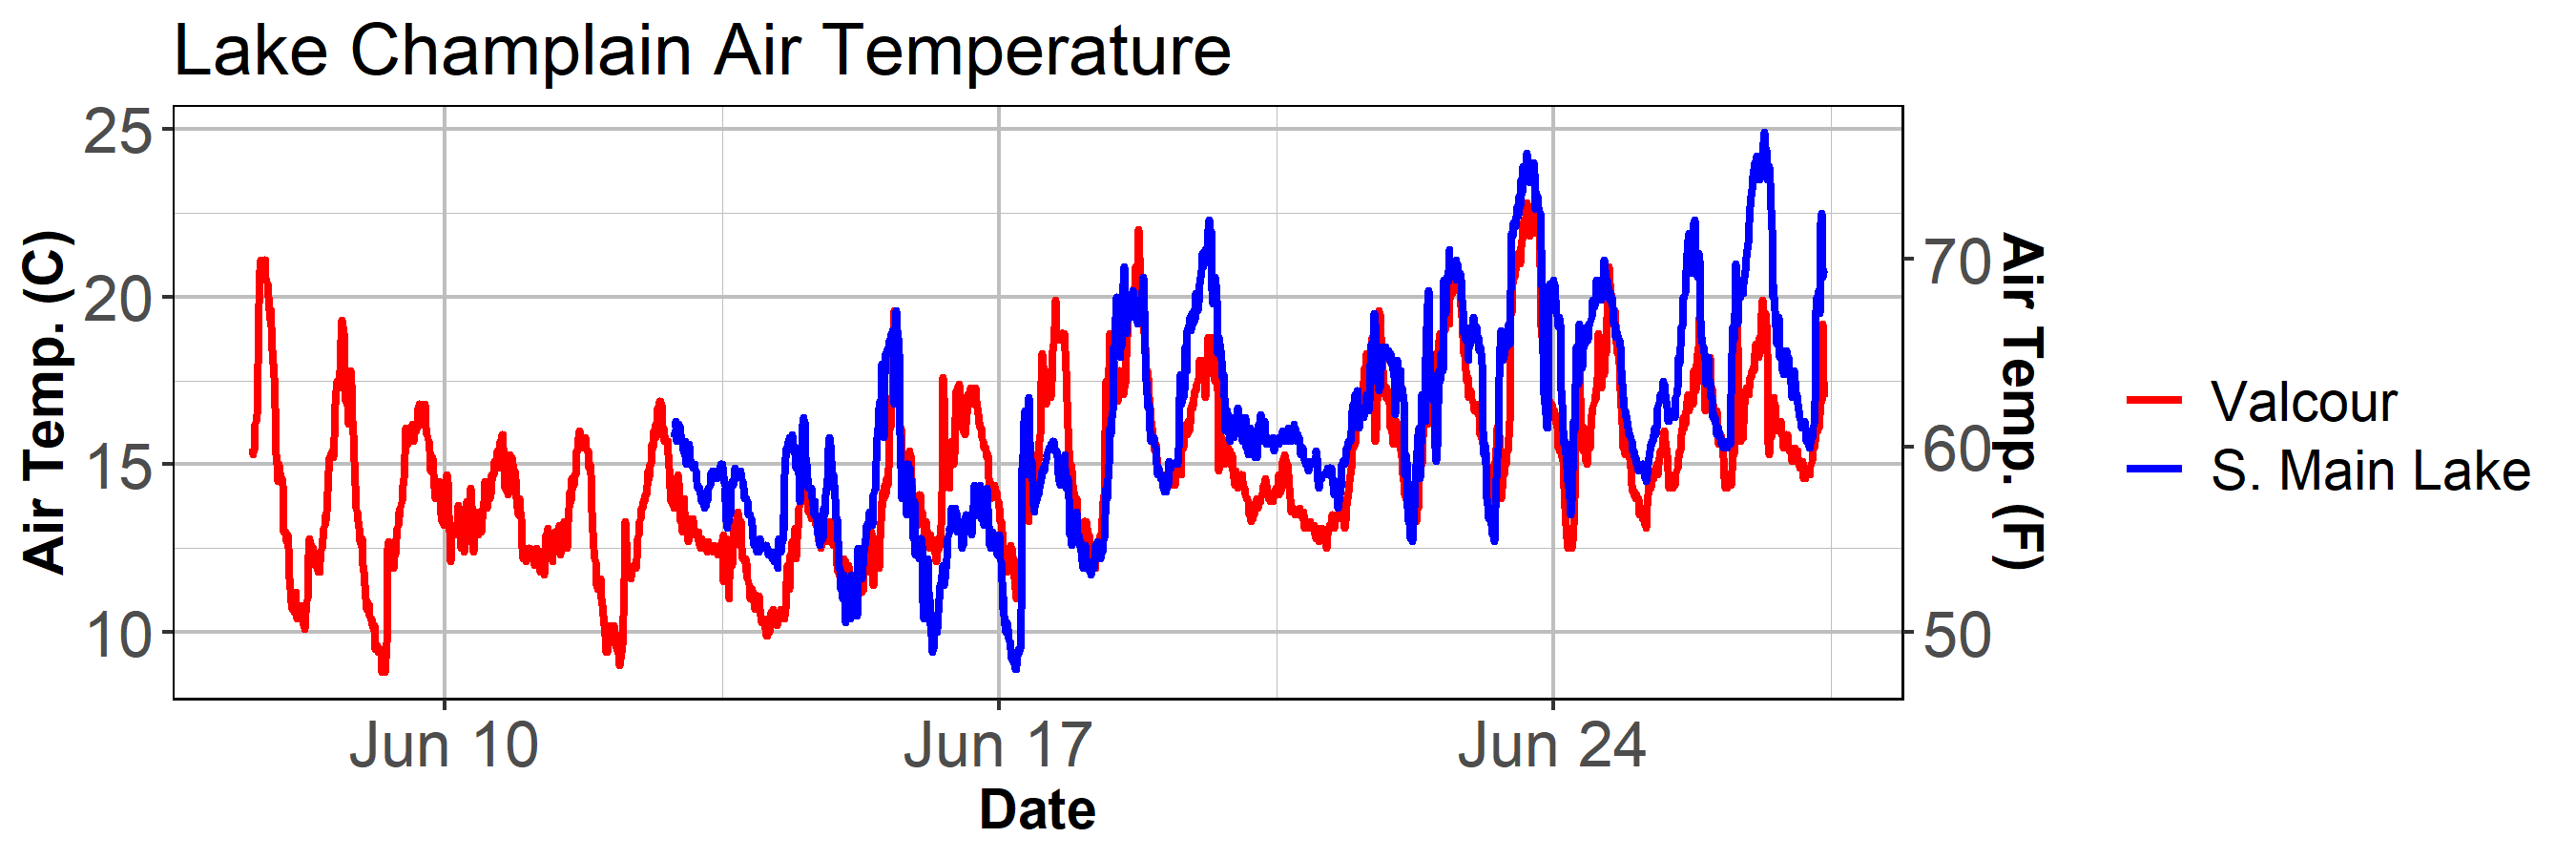 Lake Champlain Air Temperature
Air Temp. (C)
25
20
15
10
70
60
50
Air Temp. (F)
Jun 10
Jun 17
Jun 24
Date
Valcour
S. Main Lake